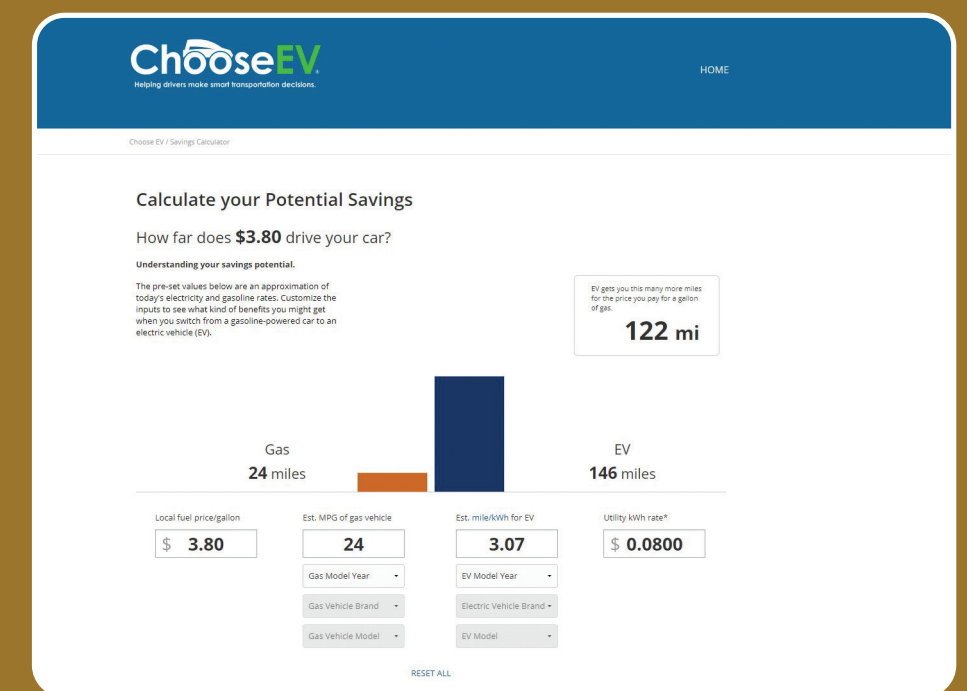 ChooseEV®
Helping drivers make smart transportation decisions.
HOME
Choose EV / Savings Calculator
Calculate your Potential Savings
How far does $3.80 drive your car?
Understanding your savings potential.
The pre-set values below are an approximation of
today's electricity and gasoline rates. Customize the
inputs to see what kind of benefits you might get
when you switch from a gasoline-powered car to an
electric vehicle (EV).
EV gets you this many more miles
for the price you pay for a gallon
of gas.
122 mi
Gas
24 miles
EV
146 miles
Local fuel price/gallon
$ 3.80
Est. MPG of gas vehicle
24
Gas Model Year
Gas Vehicle Brand
Gas Vehicle Model
Est. mile/kWh for EV
3.07
EV Model Year
Electric Vehicle Brand
EV Model
Utility kWh rate*
$ 0.0800
RESET ALL